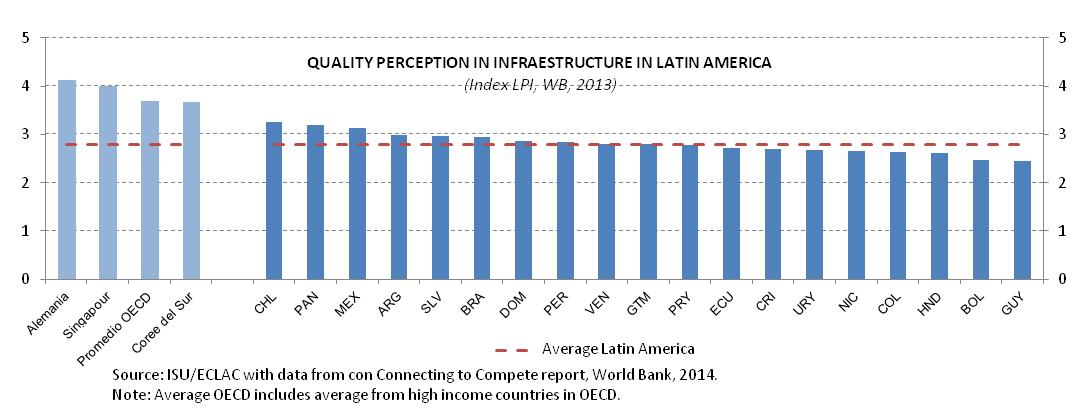 QUALITY PERCEPTION IN INFRAESTRUCTURE IN LATIN AMERICA
(Index LPI, WB, 2013)
5
4
3
2
1
0
5
4
3
2
1
0
Alemania
Singapour
Promedio OECD
Coree del Sur
CHL
PAN
MEX
ARG
SLV
BRA
DOM
PER
VEN
GTM
PRY
ECU
CRI
URY
NIC
COL
HND
BOL
GUY
Average Latin America
Source: ISU/ECLAC with data from con Connecting to Compete report, World Bank, 2014.
Note: Average OECD includes average from high income countries in OECD.